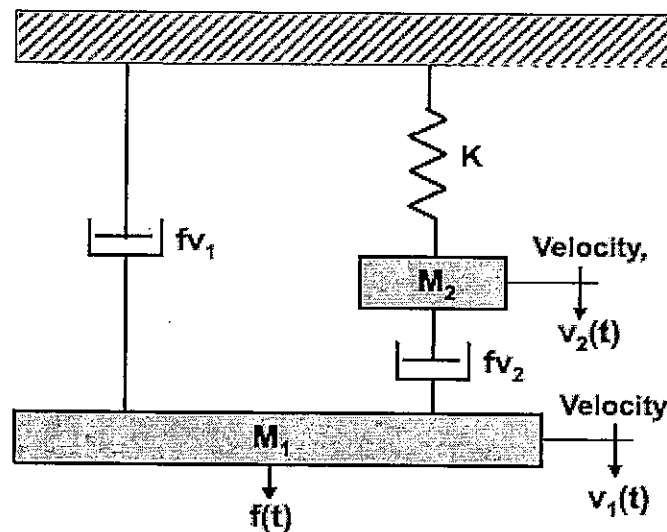 K
fv₁
Velocity,
M₂
v₂(t)
fv₂
Velocity
M₁
v₁(t)
f(t)